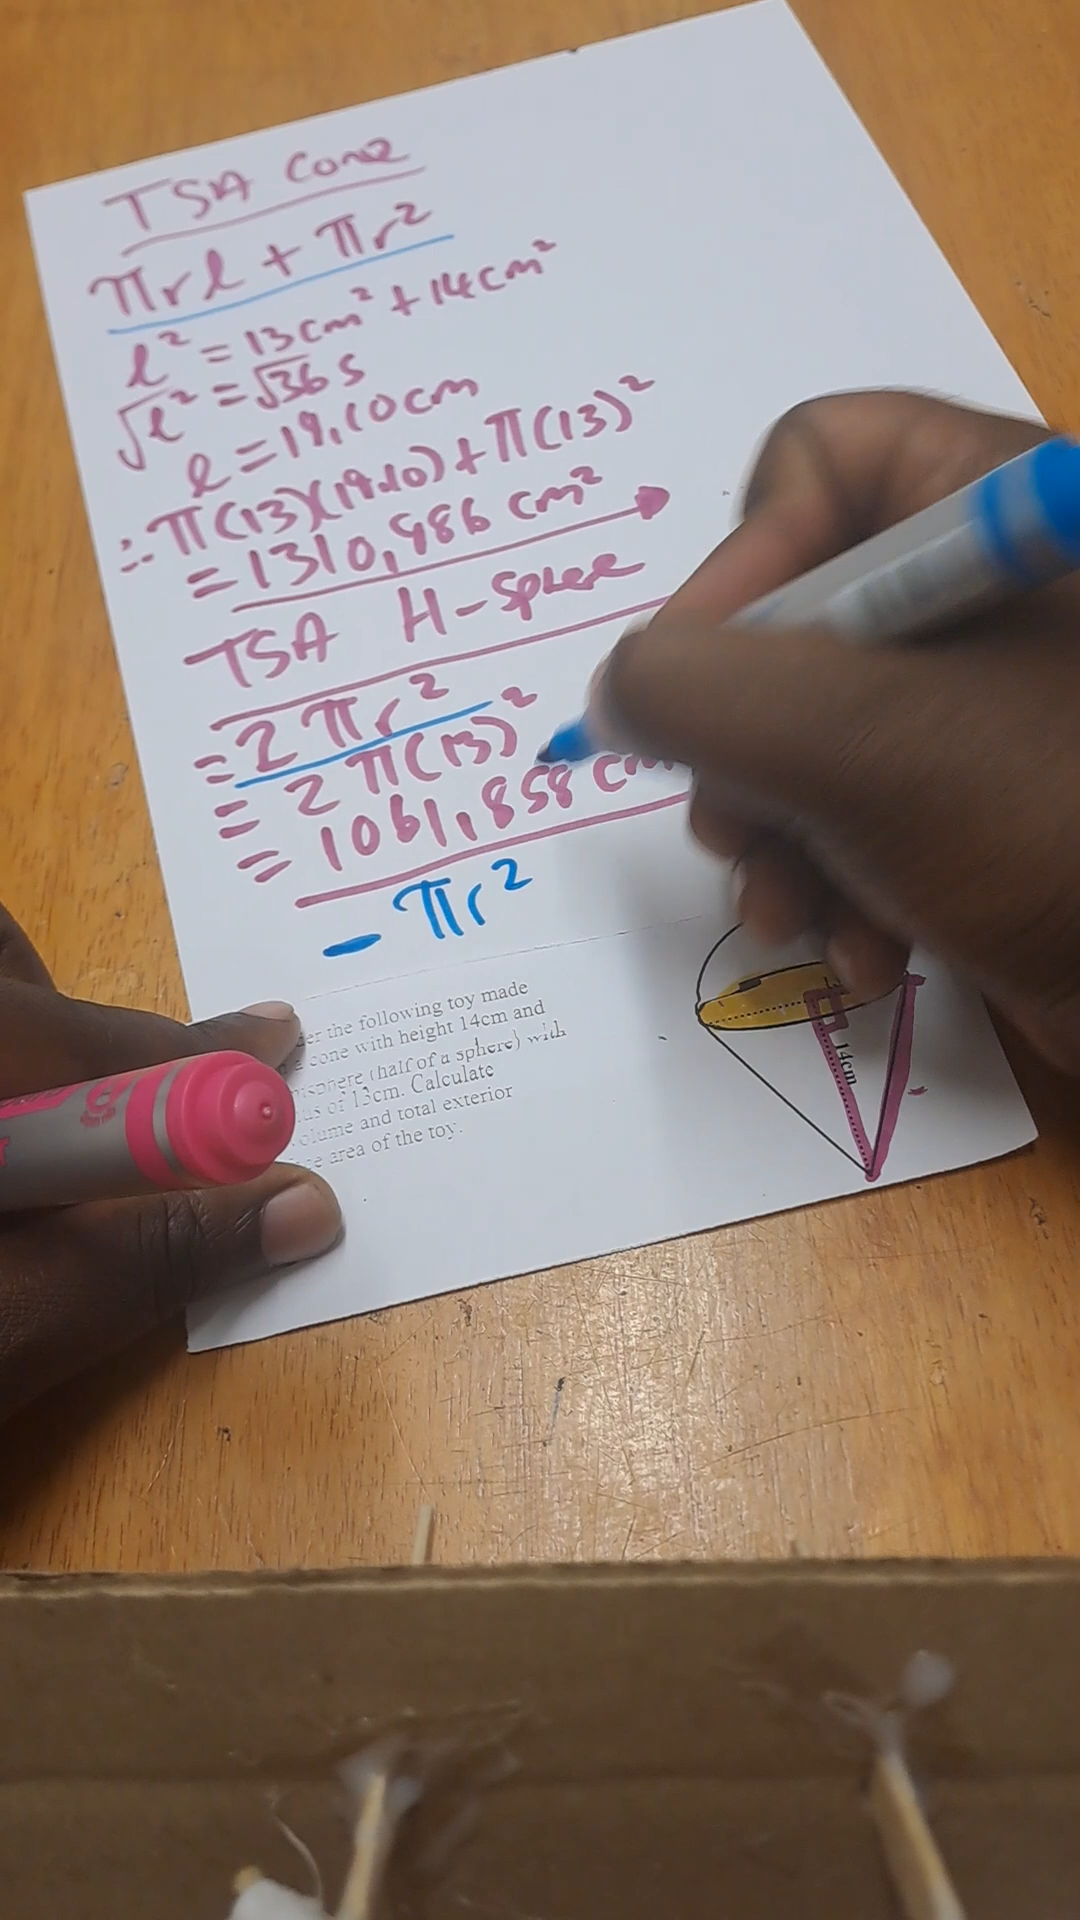 TSA Cone
πrl + πr²
l² = 13cm² + 14cm²
√l² = √365
l = 19,10cm
∴ π(13)(19.10) + π(13)²
= 1310,986 cm²
TSA H-Sphere
= 2πr²
= 2π(13)²
= 1061,858 cm
- πr²
the following toy made
cone with height 14cm and
(half of a sphere) with
of 13cm. Calculate
and total exterior
area of the toy.
14cm